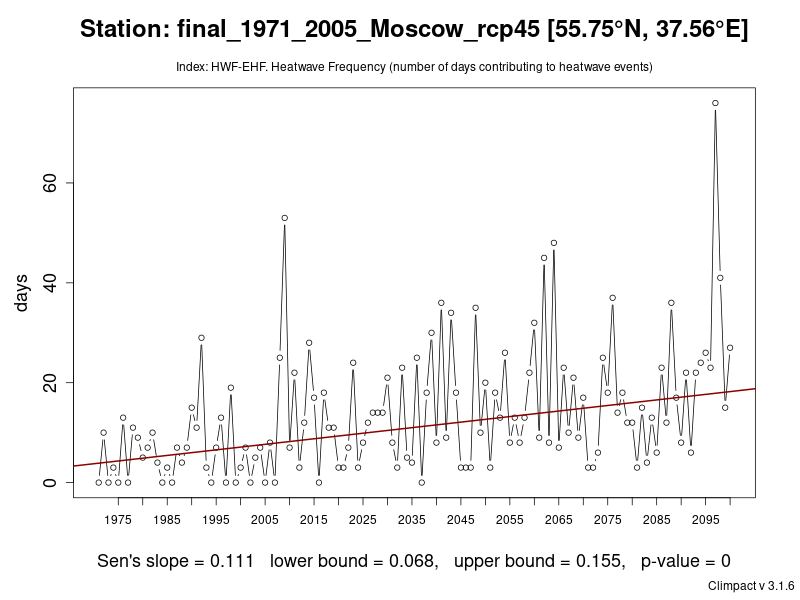 Station: final_1971_2005_Moscow_rcp45 [55.75°N, 37.56°E]
Index: HWF-EHF. Heatwave Frequency (number of days contributing to heatwave events)
days
60
40
20
0
1975 1985 1995 2005 2015 2025 2035 2045 2055 2065 2075 2085 2095
Sen's slope = 0.111 lower bound = 0.068, upper bound = 0.155, p-value = 0
Climpact v 3.1.6